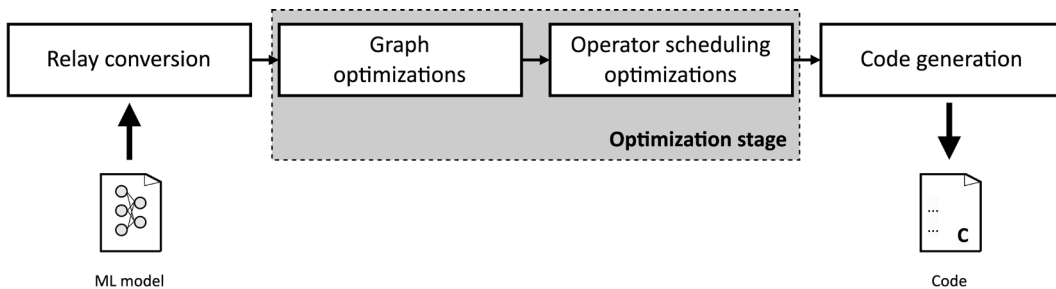 Relay conversion
Graph
optimizations
Operator scheduling
optimizations
Code generation
Optimization stage
...
...
C
ML model
Code